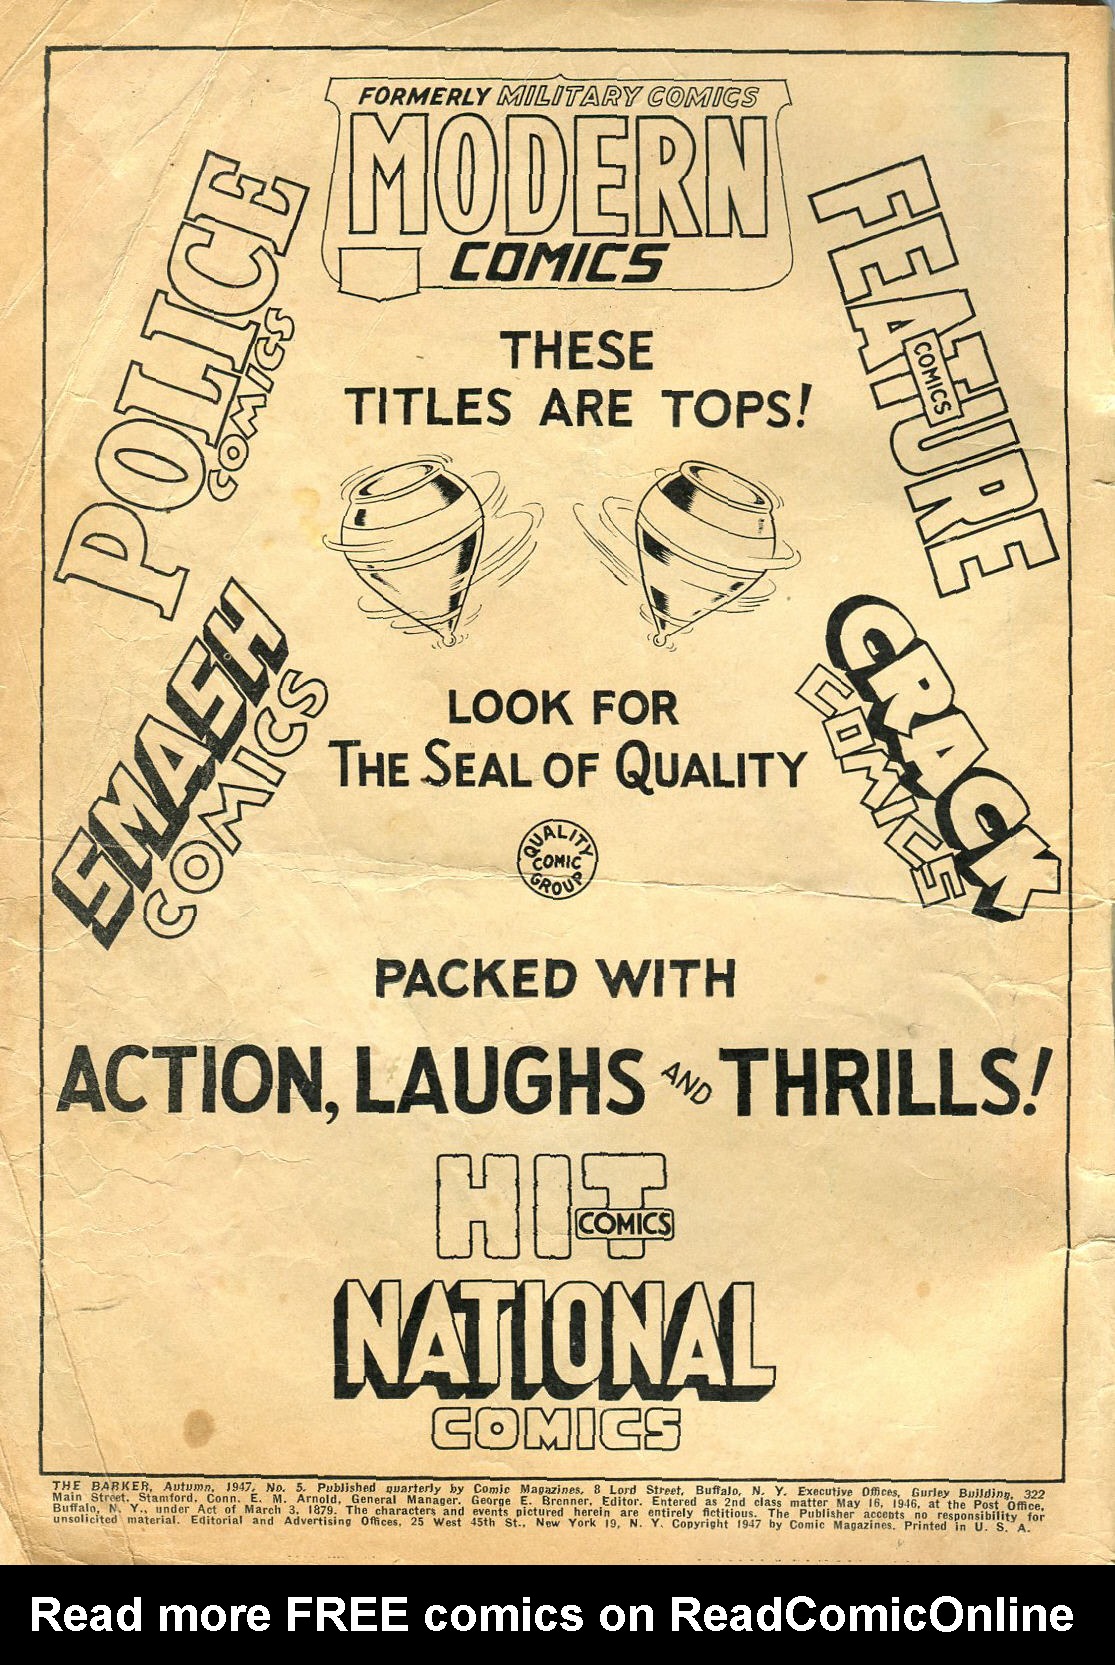 FORMERLY MILITARY COMICS
MODERN
COMICS
POLICE
COMICS
FEATURE
COMICS
THESE
TITLES ARE TOPS!
SMASH
COMICS
CRACK
COMICS
LOOK FOR
THE SEAL OF QUALITY
QUALITY
COMIC
GROUP
PACKED WITH
ACTION, LAUGHS AND THRILLS!
HIT
COMICS
NATIONAL
COMICS
THE BARKER, Autumn, 1947, No. 5. Published quarterly by Comic Magazines, 8 Lord Street, Buffalo, N. Y. Executive Offices, Gurley Building, 322
Main Street, Stamford, Conn. E. M. Arnold, General Manager. George E. Brenner, Editor. Entered as 2nd class matter May 16, 1946, at the Post Office,
Buffalo, N. Y., under Act of March 3, 1879. The characters and events pictured herein are entirely fictitious. The Publisher accepts no responsibility for
unsolicited material. Editorial and Advertising Offices, 25 West 45th St., New York 19, N. Y. Copyright 1947 by Comic Magazines. Printed in U. S. A.
Read more FREE comics on ReadComicOnline